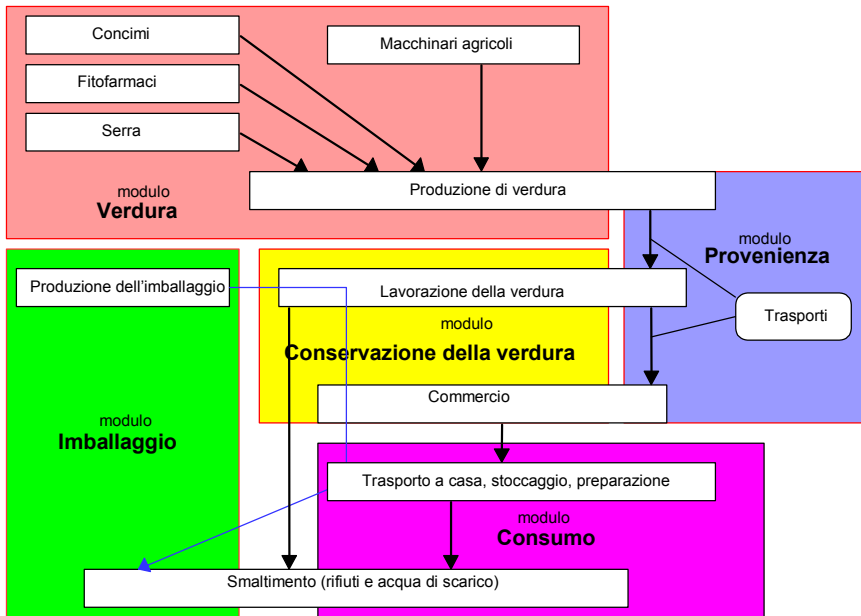 Concimi
Macchinari agricoli
Fitofarmaci
Serra
Produzione di verdura
modulo
Verdura
modulo
Provenienza
Produzione dell'imballaggio
Lavorazione della verdura
Trasporti
modulo
Conservazione della verdura
Commercio
modulo
Imballaggio
Trasporto a casa, stoccaggio, preparazione
modulo
Consumo
Smaltimento (rifiuti e acqua di scarico)